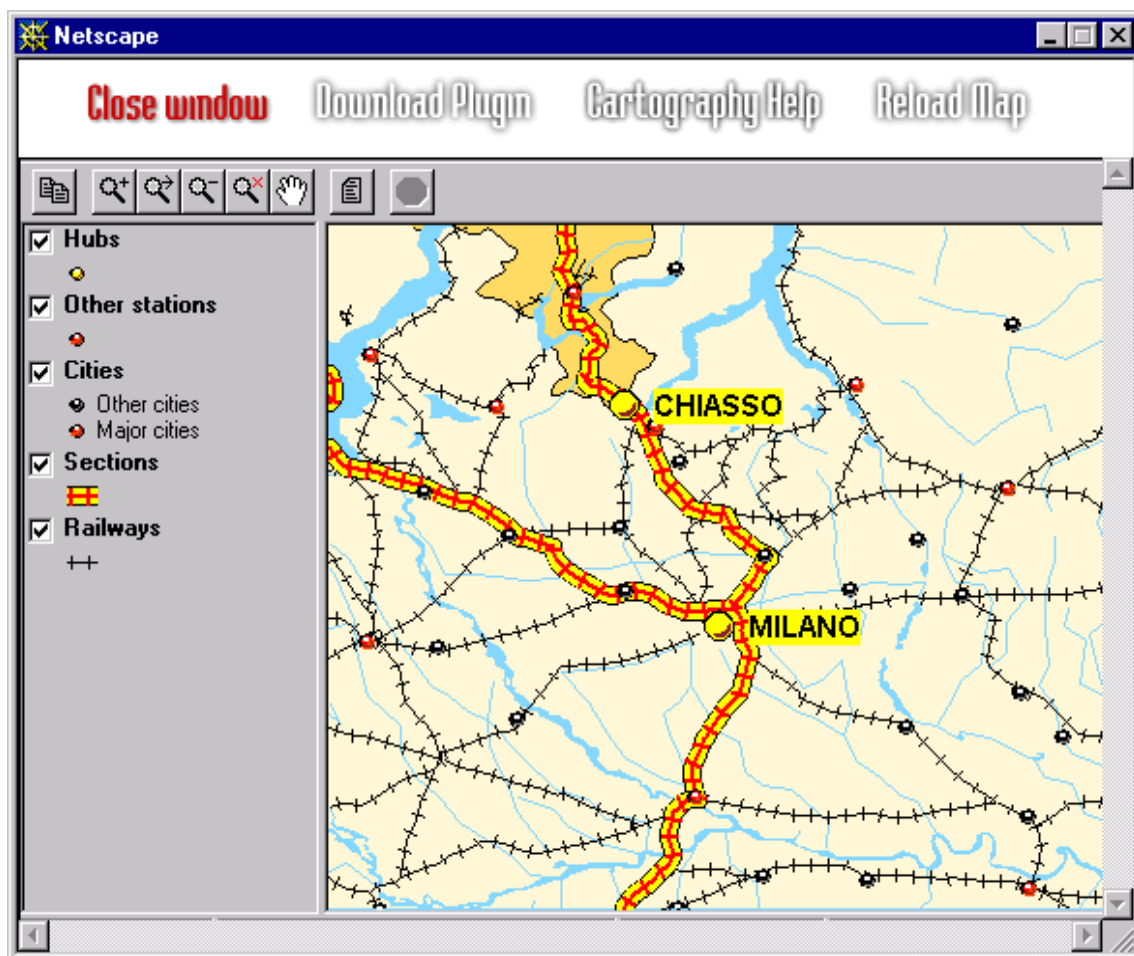 Netscape
Close window Download Plugin Cartography Help Reload Map
Hubs
Other stations
Cities
Other cities
Major cities
Sections
Railways
CHIASSO
MILANO